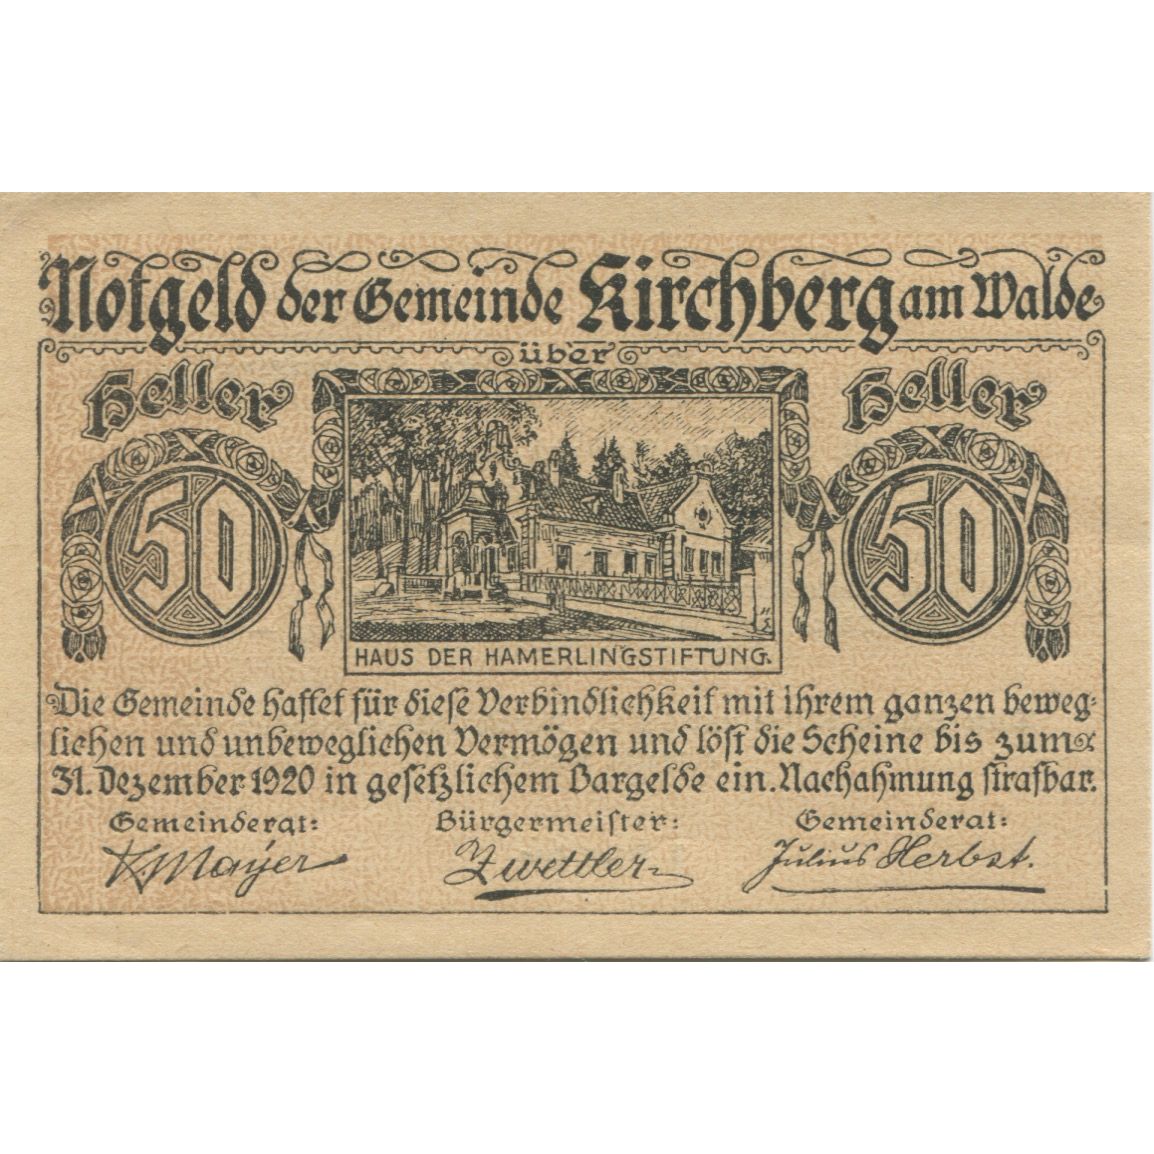 Notgeld der Gemeinde Kirchberg am Walde
über
Heller Heller
50 50
HAUS DER HAMERLINGSTIFTUNG.
Die Gemeinde haftet für diese Verbindlichkeit mit ihrem ganzen beweg-
lichen und unbeweglichen Vermögen und löst die Scheine bis zum
31. Dezember 1920 in gesetzlichem Bargelde ein. Nachahmung strafbar.
Gemeinderat: Bürgermeister: Gemeinderat:
K. Mayer Zwettler Julius Herbst.